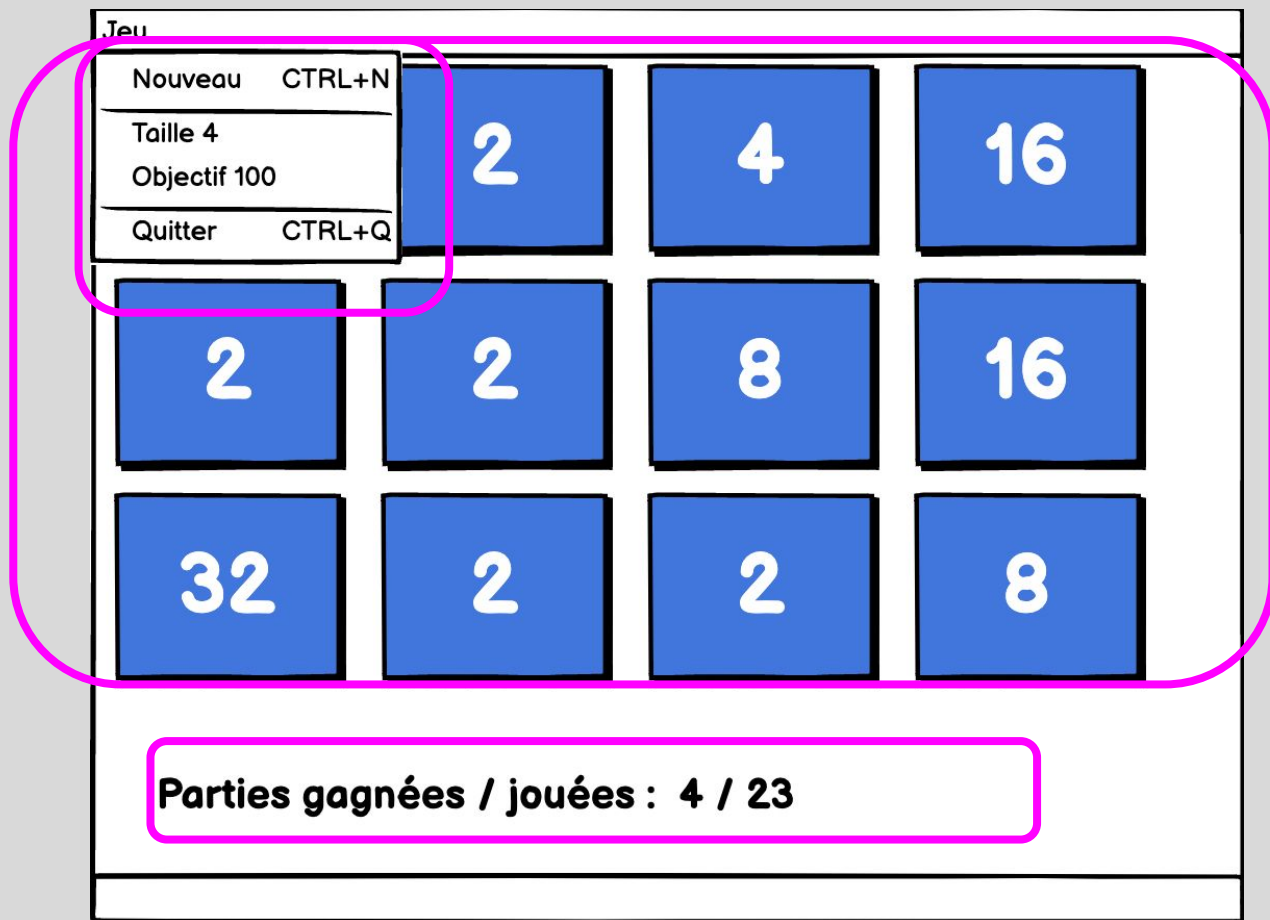 Jeu
Nouveau CTRL+N
Taille 4
Objectif 100
Quitter CTRL+Q
2 4 16
2 2 8 16
32 2 2 8
Parties gagnées / jouées : 4 / 23